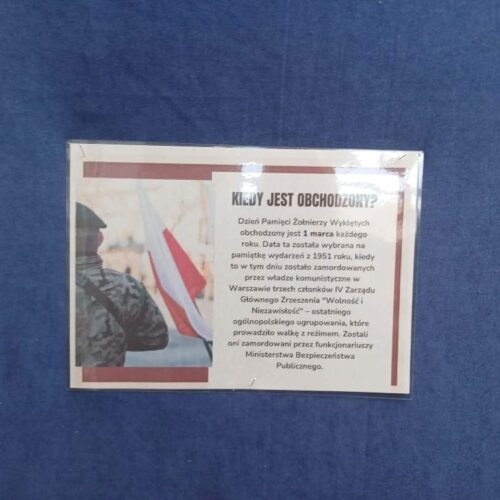 KIEDY JEST OBCHODZONY?
Dzień Pamięci Żołnierzy Wyklętych
obchodzony jest 1 marca każdego
roku. Data ta została wybrana na
pamiątkę wydarzeń z 1951 roku, kiedy
to w tym dniu zostało zamordowanych
przez władze komunistyczne w
Warszawie trzech członków IV Zarządu
Głównego Zrzeszenia "Wolność i
Niezawisłość" – ostatniego
ogólnopolskiego ugrupowania, które
prowadziło walkę z reżimem. Zostali
oni zamordowani przez funkcjonariuszy
Ministerstwa Bezpieczeństwa
Publicznego.